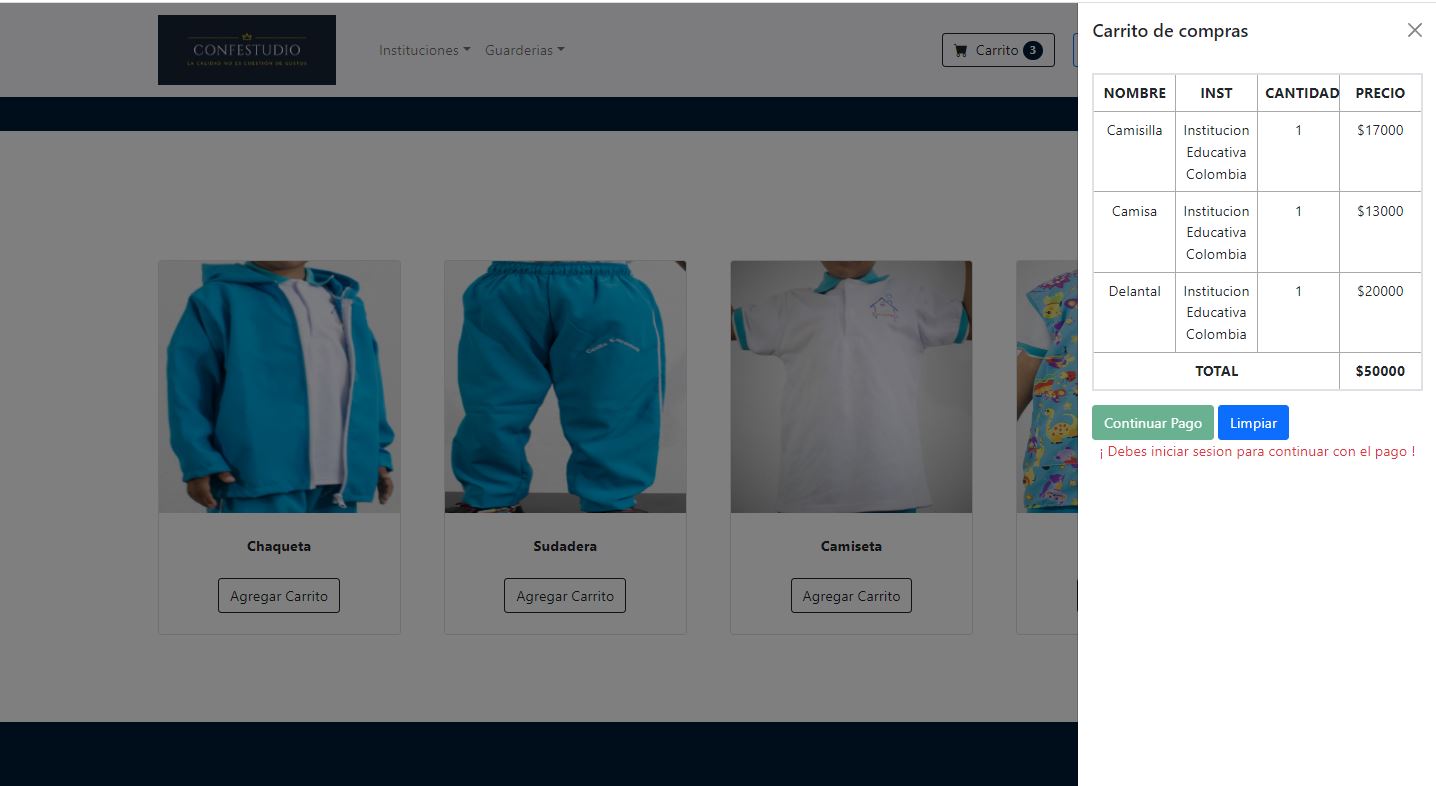 CONFESTUDIO
LA CALIDAD NO ES CUESTIÓN DE GUSTOS
Instituciones
Guarderias
Carrito 3
Chaqueta
Sudadera
Camiseta
Agregar Carrito
Agregar Carrito
Agregar Carrito
Carrito de compras
NOMBRE INST CANTIDAD PRECIO
Camisilla Institucion 1 $17000
Educativa
Colombia
Camisa Institucion 1 $13000
Educativa
Colombia
Delantal Institucion 1 $20000
Educativa
Colombia
TOTAL $50000
Continuar Pago Limpiar
¡ Debes iniciar sesion para continuar con el pago !